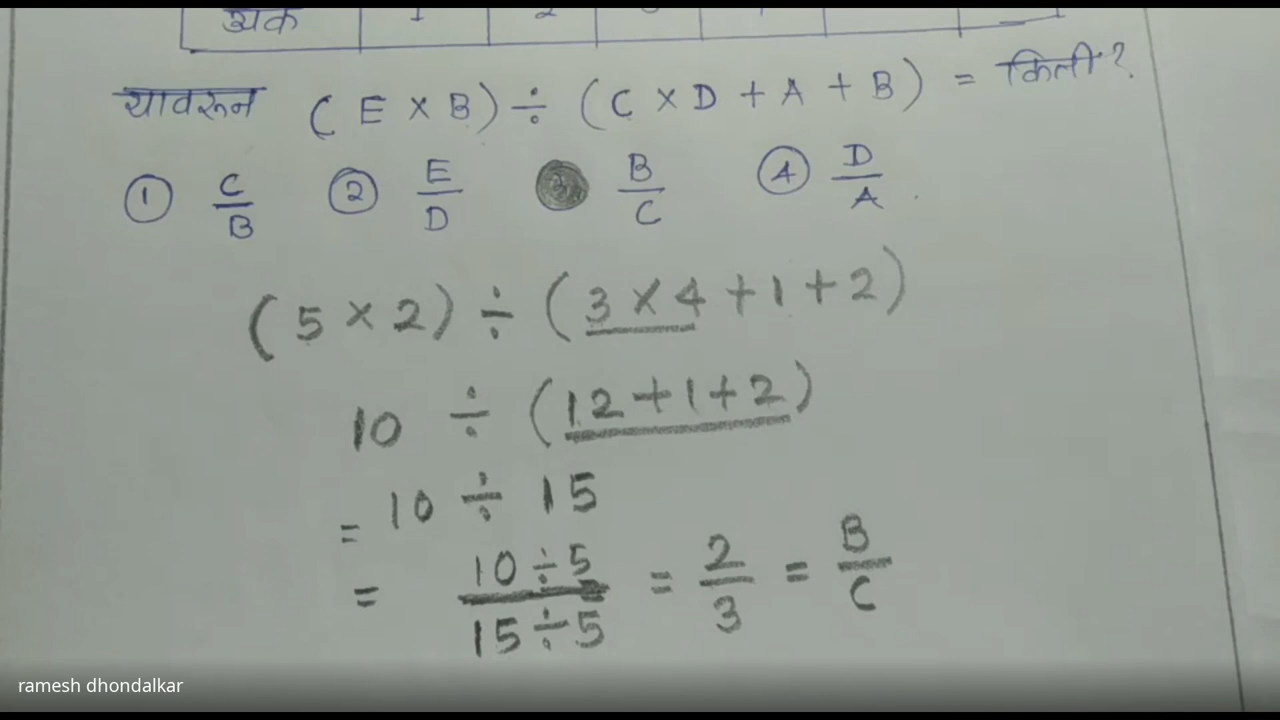 अंक 1 2
यावरून (E × B) ÷ (C × D + A + B) = किती?
① C/B ② E/D ③ B/C ④ D/A .
(5 × 2) ÷ (3 × 4 + 1 + 2)
10 ÷ (12 + 1 + 2)
= 10 ÷ 15
= 10 ÷ 5 / 15 ÷ 5 = 2/3 = B/C
ramesh dhondalkar